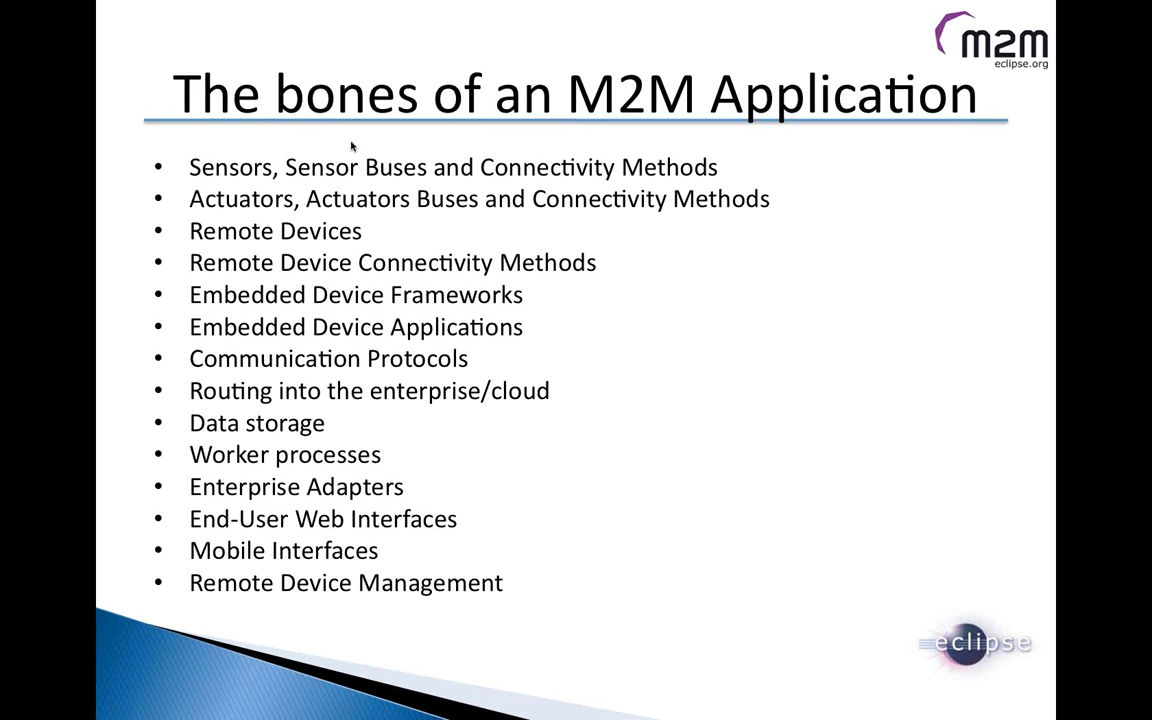 m2m
eclipse.org
The bones of an M2M Application
• Sensors, Sensor Buses and Connectivity Methods
• Actuators, Actuators Buses and Connectivity Methods
• Remote Devices
• Remote Device Connectivity Methods
• Embedded Device Frameworks
• Embedded Device Applications
• Communication Protocols
• Routing into the enterprise/cloud
• Data storage
• Worker processes
• Enterprise Adapters
• End-User Web Interfaces
• Mobile Interfaces
• Remote Device Management
eclipse